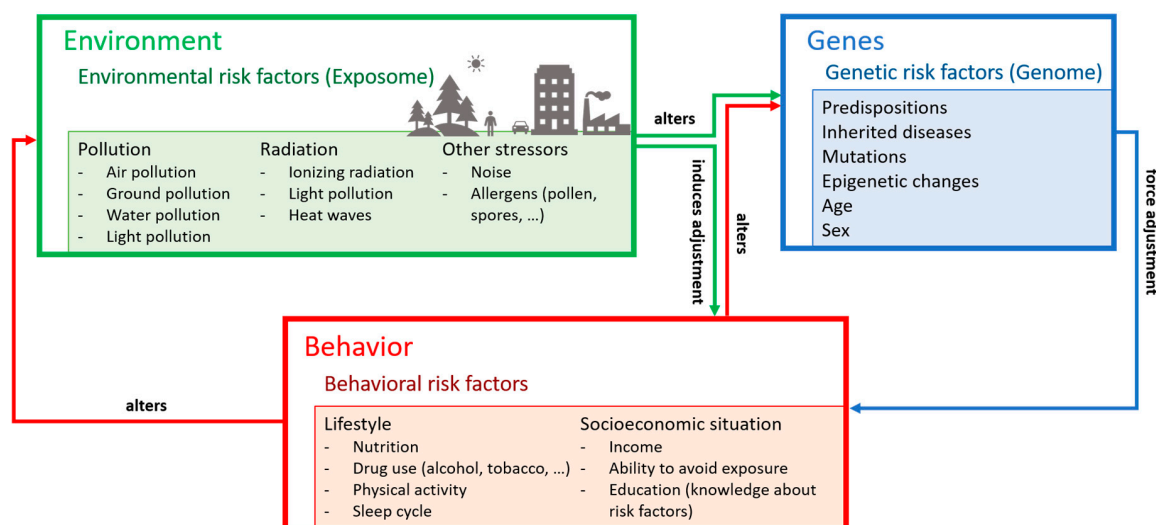 Environment
Environmental risk factors (Exposome)
Pollution
- Air pollution
- Ground pollution
- Water pollution
- Light pollution
Radiation
- Ionizing radiation
- Light pollution
- Heat waves
Other stressors
- Noise
- Allergens (pollen,
spores, ...)
alters
induces adjustment
alters
Genes
Genetic risk factors (Genome)
Predispositions
Inherited diseases
Mutations
Epigenetic changes
Age
Sex
force adjustment
alters
Behavior
Behavioral risk factors
Lifestyle
- Nutrition
- Drug use (alcohol, tobacco, ...)
- Physical activity
- Sleep cycle
Socioeconomic situation
- Income
- Ability to avoid exposure
- Education (knowledge about
risk factors)